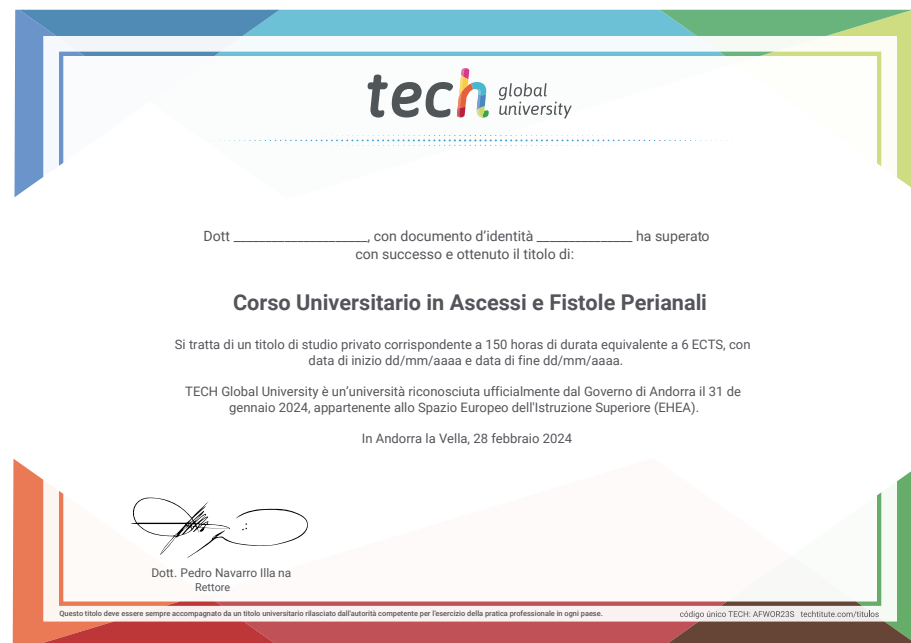 tech global
university
Dott _____________________, con documento d'identità _______________ ha superato
con successo e ottenuto il titolo di:
Corso Universitario in Ascessi e Fistole Perianali
Si tratta di un titolo di studio privato corrispondente a 150 horas di durata equivalente a 6 ECTS, con
data di inizio dd/mm/aaaa e data di fine dd/mm/aaaa.
TECH Global University è un'università riconosciuta ufficialmente dal Governo di Andorra il 31 de
gennaio 2024, appartenente allo Spazio Europeo dell'Istruzione Superiore (EHEA).
In Andorra la Vella, 28 febbraio 2024
Dott. Pedro Navarro Illa na
Rettore
Questo titolo deve essere sempre accompagnato da un titolo universitario rilasciato dall'autorità competente per l'esercizio della pratica professionale in ogni paese. código único TECH: AFWOR23S techtitute.com/titulos